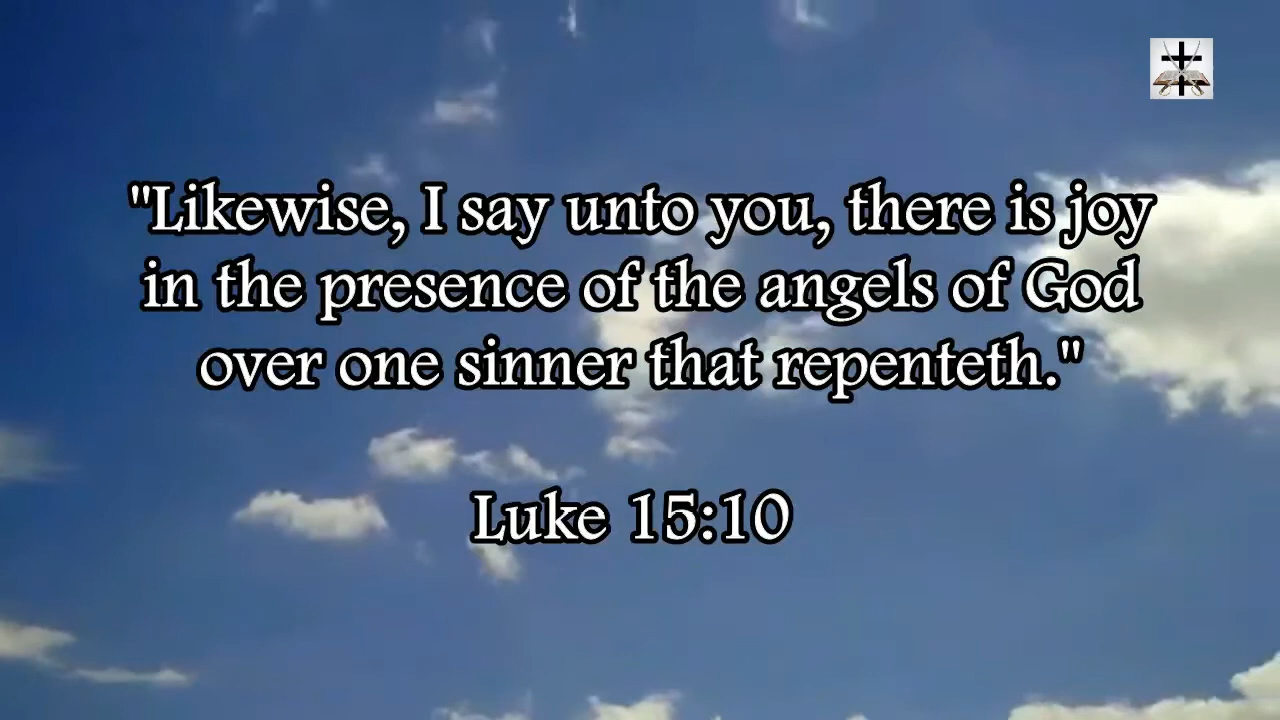 "Likewise, I say unto you, there is joy
in the presence of the angels of God
over one sinner that repenteth."
Luke 15:10